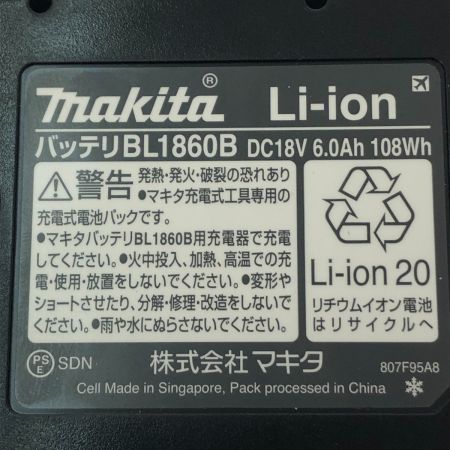 makita® Li-ion
バッテリBL1860B DC18V 6.0Ah 108Wh
⚠警告 発熱・発火・破裂の恐れあり
●マキタ充電式工具専用の
充電式電池パックです。
●マキタバッテリBL1860B用充電器で充電
してください。●火中投入、加熱、高温での充
電・使用・放置をしないでください。●変形や
ショートさせたり、分解・修理・改造をしないで
ください。●雨や水にぬらさないでください。
Li-ion 20
リチウムイオン電池
はリサイクルへ
PS
E SDN 株式会社 マキタ 807F95A8
Cell Made in Singapore, Pack processed in China